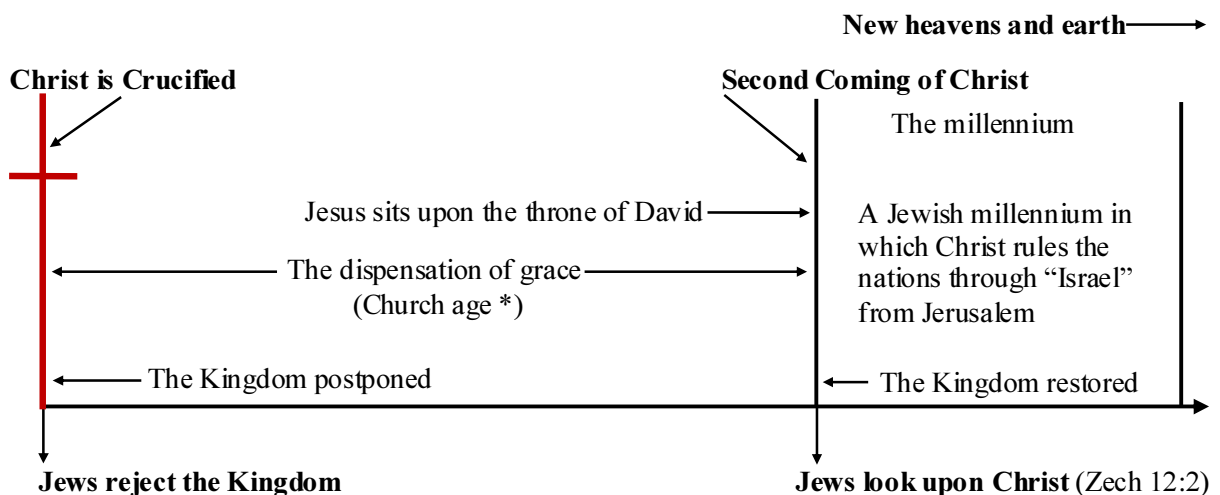 New heavens and earth
Christ is Crucified
Second Coming of Christ
The millennium
Jesus sits upon the throne of David
A Jewish millennium in
which Christ rules the
nations through “Israel”
from Jerusalem
The dispensation of grace
(Church age *)
The Kingdom postponed
The Kingdom restored
Jews reject the Kingdom
Jews look upon Christ (Zech 12:2)